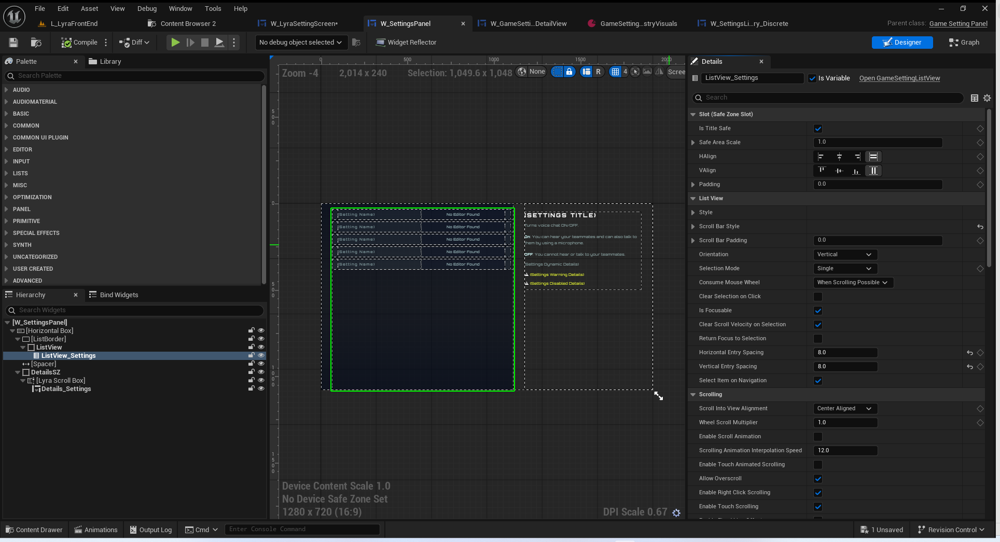 File Edit Asset View Debug Window Tools Help
L_LyraFrontEnd Content Browser 2 W_LyraSettingScreen* W_SettingsPanel W_GameSetti...DetailView GameSetting...stryVisuals W_SettingsLi...ry_Discrete Parent class: Game Setting Panel
Compile Diff No debug object selected Widget Reflector Designer Graph
Palette Library
Search Palette
AUDIO
AUDIOMATERIAL
BASIC
COMMON
COMMON UI PLUGIN
EDITOR
INPUT
LISTS
MISC
OPTIMIZATION
PANEL
PRIMITIVE
SPECIAL EFFECTS
SYNTH
UNCATEGORIZED
USER CREATED
ADVANCED
Hierarchy Bind Widgets
Search Widgets
[W_SettingsPanel]
[Horizontal Box]
[ListBorder]
ListView
ListView_Settings
[Spacer]
DetailsSZ
[Lyra Scroll Box]
Details_Settings
0 500 1000 1500 2000
Zoom -4 2,014 x 240 Selection: 1,049.6 x 1,048 None R 4 Scree
500
0
500
1000
1500
Setting Name) No Editor Found
Setting Name) No Editor Found
Setting Name) No Editor Found
Setting Name) No Editor Found
Setting Name) No Editor Found
(SETTINGS TITLE)
Turns voice chat ON/OFF.
On: You can hear your teammates and can also talk to
them by using a microphone.
OFF: You cannot hear or talk to your teammates.
Settings Dynamic Details)
(Settings Warning Details)
(Settings Disabled Details)
Device Content Scale 1.0
No Device Safe Zone Set
1280 x 720 (16:9) DPI Scale 0.67
Details
ListView_Settings Is Variable Open GameSettingListView
Search
Slot (Safe Zone Slot)
Is Title Safe
Safe Area Scale 1.0
HAlign
VAlign
Padding 0.0
List View
Style
Scroll Bar Style
Scroll Bar Padding 0.0
Orientation Vertical
Selection Mode Single
Consume Mouse Wheel When Scrolling Possible
Clear Selection on Click
Is Focusable
Clear Scroll Velocity on Selection
Return Focus to Selection
Horizontal Entry Spacing 8.0
Vertical Entry Spacing 8.0
Select Item on Navigation
Scrolling
Scroll Into View Alignment Center Aligned
Wheel Scroll Multiplier 1.0
Enable Scroll Animation
Scrolling Animation Interpolation Speed 12.0
Enable Touch Animated Scrolling
Allow Overscroll
Enable Right Click Scrolling
Enable Touch Scrolling
Content Drawer Animations Output Log Cmd Enter Console Command 1 Unsaved Revision Control